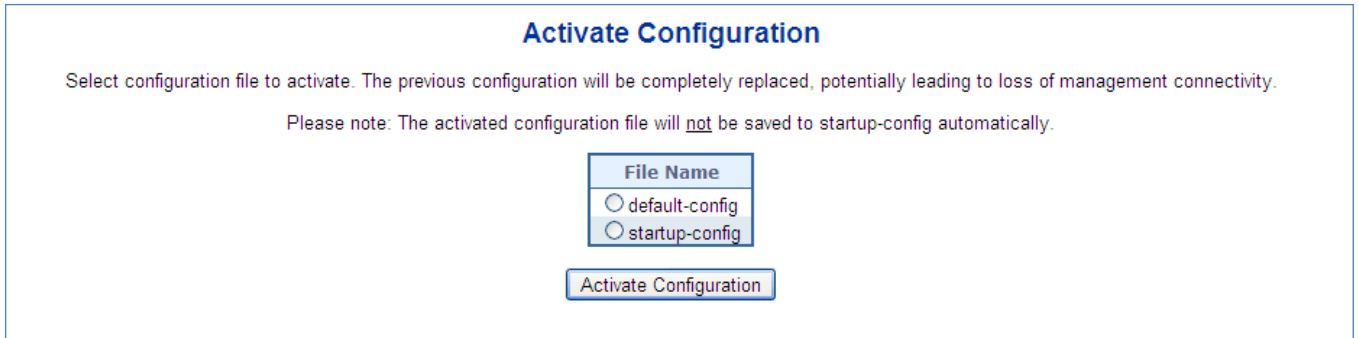 Activate Configuration
Select configuration file to activate. The previous configuration will be completely replaced, potentially leading to loss of management connectivity.
Please note: The activated configuration file will not be saved to startup-config automatically.
File Name
default-config
startup-config
Activate Configuration